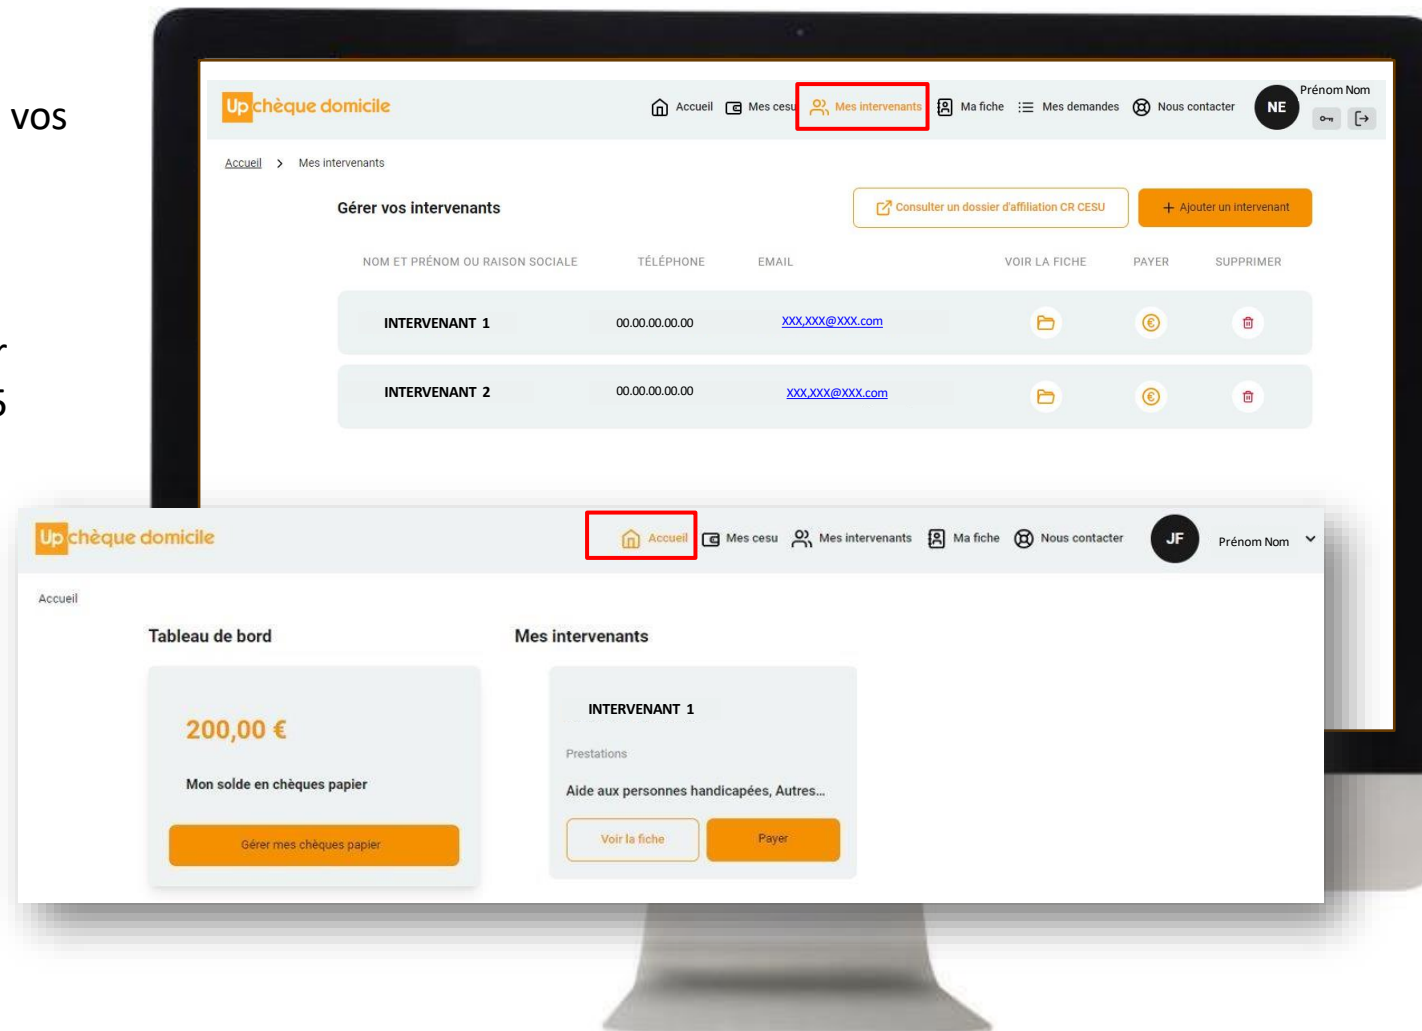 vos
r
Up chèque domicile
Accueil Mes cesu Mes intervenants Ma fiche Mes demandes Nous contacter NE Prénom Nom
Accueil > Mes intervenants
Gérer vos intervenants
Consulter un dossier d'affiliation CR CESU
+ Ajouter un intervenant
NOM ET PRÉNOM OU RAISON SOCIALE TÉLÉPHONE EMAIL VOIR LA FICHE PAYER SUPPRIMER
INTERVENANT 1 00.00.00.00.00 XXX,XXX@XXX.com
INTERVENANT 2 00.00.00.00.00 XXX,XXX@XXX.com
Up chèque domicile
Accueil Mes cesu Mes intervenants Ma fiche Nous contacter JF Prénom Nom
Accueil
Tableau de bord
200,00 €
Mon solde en chèques papier
Gérer mes chèques papier
Mes intervenants
INTERVENANT 1
Prestations
Aide aux personnes handicapées, Autres...
Voir la fiche
Payer